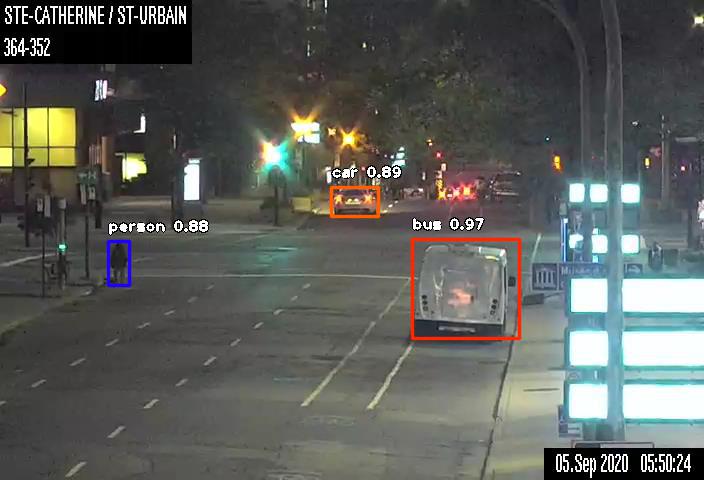 STE-CATHERINE / ST-URBAIN
364-352
car 0.89
person 0.88
bus 0.97
05.Sep 2020 05:50:24